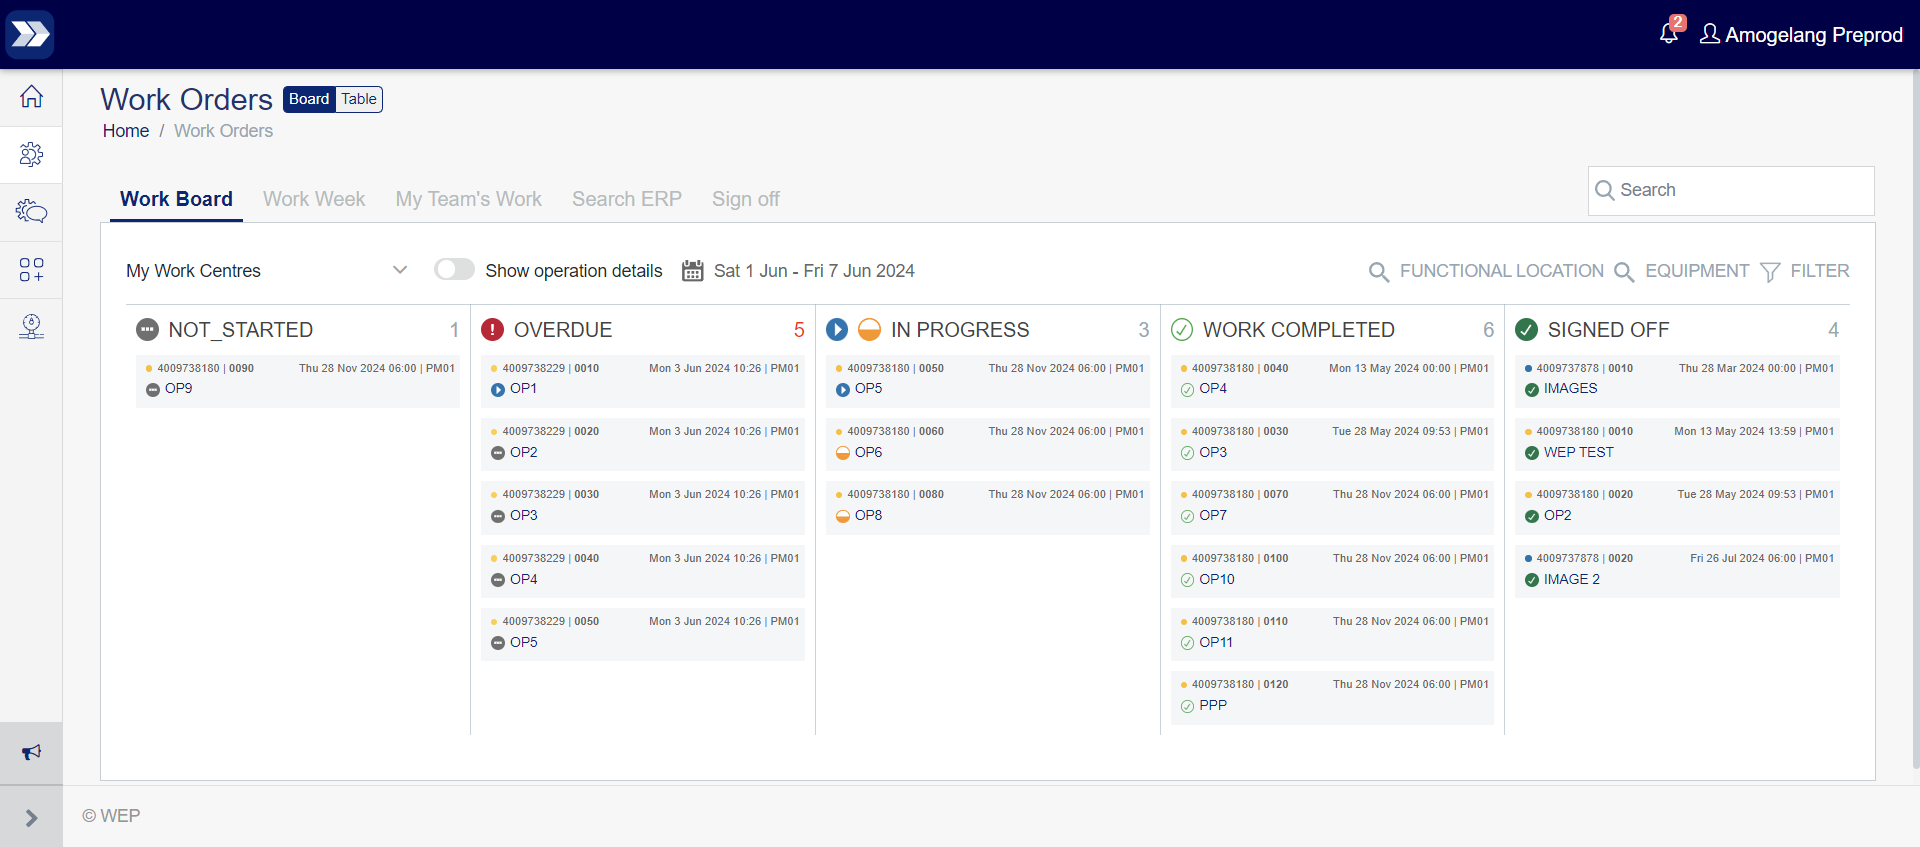 2
Amogelang Preprod
Work Orders Board Table
Home / Work Orders
Work Board Work Week My Team's Work Search ERP Sign off
Search
My Work Centres Show operation details Sat 1 Jun - Fri 7 Jun 2024 FUNCTIONAL LOCATION EQUIPMENT FILTER
NOT_STARTED 1
4009738180 | 0090 Thu 28 Nov 2024 06:00 | PM01
OP9
OVERDUE 5
4009738229 | 0010 Mon 3 Jun 2024 10:26 | PM01
OP1
4009738229 | 0020 Mon 3 Jun 2024 10:26 | PM01
OP2
4009738229 | 0030 Mon 3 Jun 2024 10:26 | PM01
OP3
4009738229 | 0040 Mon 3 Jun 2024 10:26 | PM01
OP4
4009738229 | 0050 Mon 3 Jun 2024 10:26 | PM01
OP5
IN PROGRESS 3
4009738180 | 0050 Thu 28 Nov 2024 06:00 | PM01
OP5
4009738180 | 0060 Thu 28 Nov 2024 06:00 | PM01
OP6
4009738180 | 0080 Thu 28 Nov 2024 06:00 | PM01
OP8
WORK COMPLETED 6
4009738180 | 0040 Mon 13 May 2024 00:00 | PM01
OP4
4009738180 | 0030 Tue 28 May 2024 09:53 | PM01
OP3
4009738180 | 0070 Thu 28 Nov 2024 06:00 | PM01
OP7
4009738180 | 0100 Thu 28 Nov 2024 06:00 | PM01
OP10
4009738180 | 0110 Thu 28 Nov 2024 06:00 | PM01
OP11
4009738180 | 0120 Thu 28 Nov 2024 06:00 | PM01
PPP
SIGNED OFF 4
4009737878 | 0010 Thu 28 Mar 2024 00:00 | PM01
IMAGES
4009738180 | 0010 Mon 13 May 2024 13:59 | PM01
WEP TEST
4009738180 | 0020 Tue 28 May 2024 09:53 | PM01
OP2
4009737878 | 0020 Fri 26 Jul 2024 06:00 | PM01
IMAGE 2
© WEP